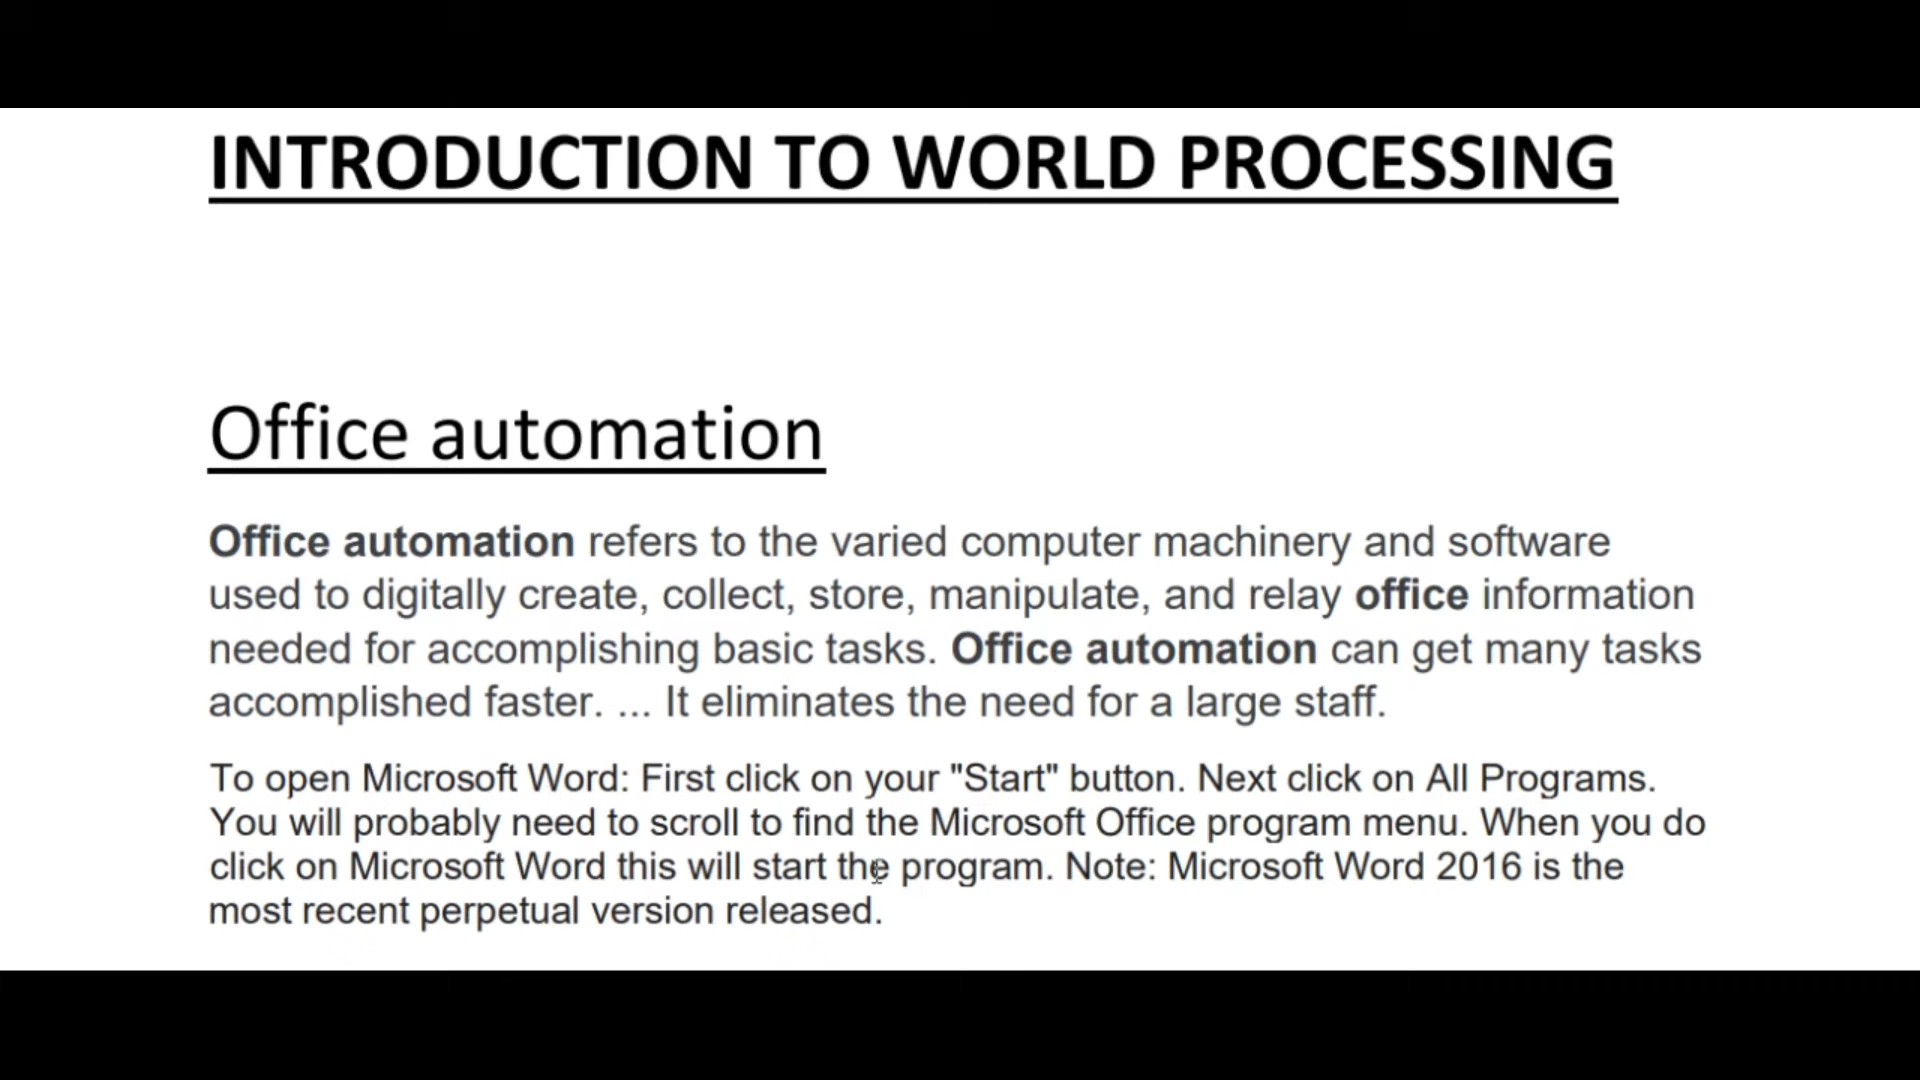 INTRODUCTION TO WORLD PROCESSING
Office automation
Office automation refers to the varied computer machinery and software
used to digitally create, collect, store, manipulate, and relay office information
needed for accomplishing basic tasks. Office automation can get many tasks
accomplished faster. ... It eliminates the need for a large staff.
To open Microsoft Word: First click on your "Start" button. Next click on All Programs.
You will probably need to scroll to find the Microsoft Office program menu. When you do
click on Microsoft Word this will start the program. Note: Microsoft Word 2016 is the
most recent perpetual version released.